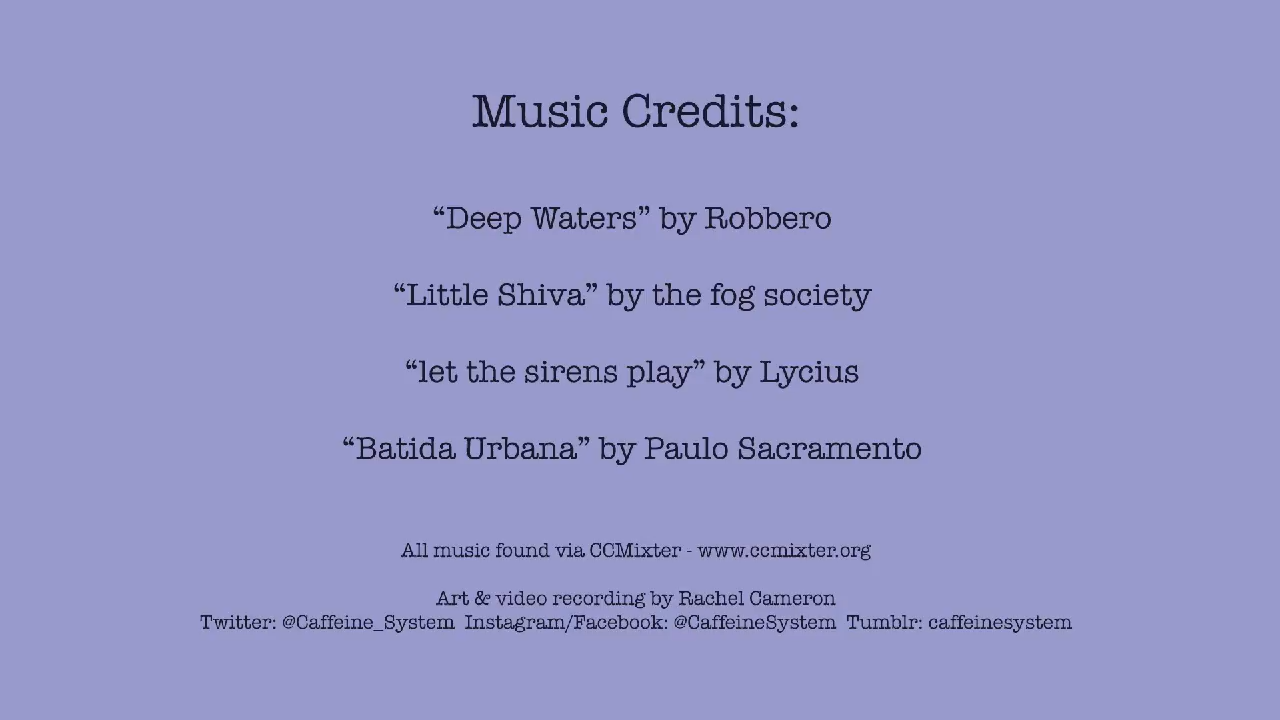 Music Credits:
“Deep Waters” by Robbero
“Little Shiva” by the fog society
“let the sirens play” by Lycius
“Batida Urbana” by Paulo Sacramento
All music found via CCMixter - www.ccmixter.org
Art & video recording by Rachel Cameron
Twitter: @Caffeine_System Instagram/Facebook: @CaffeineSystem Tumblr: caffeinesystem